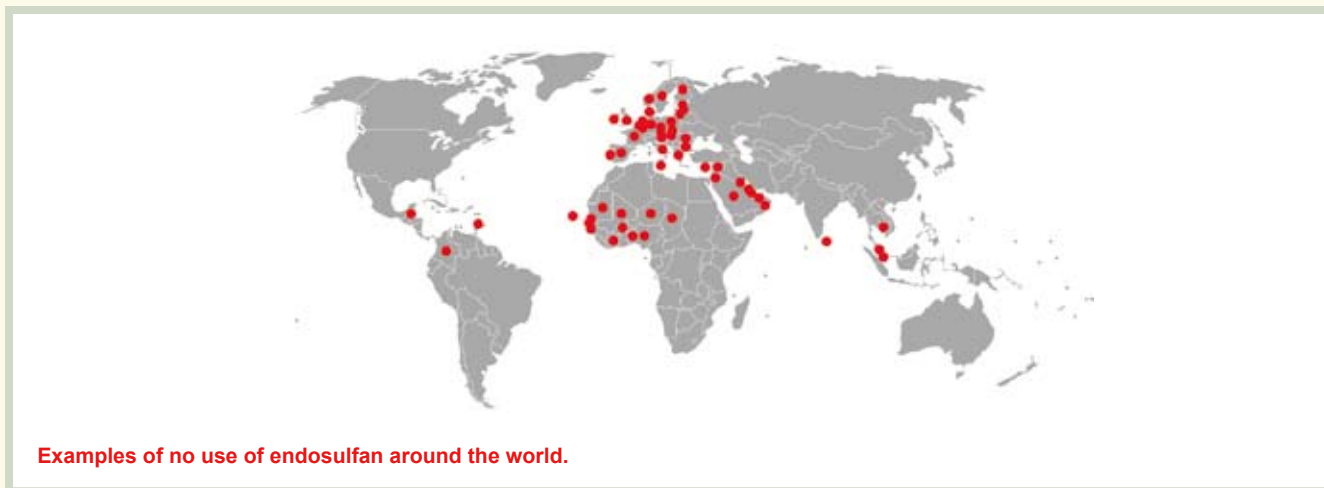 Examples of no use of endosulfan around the world.